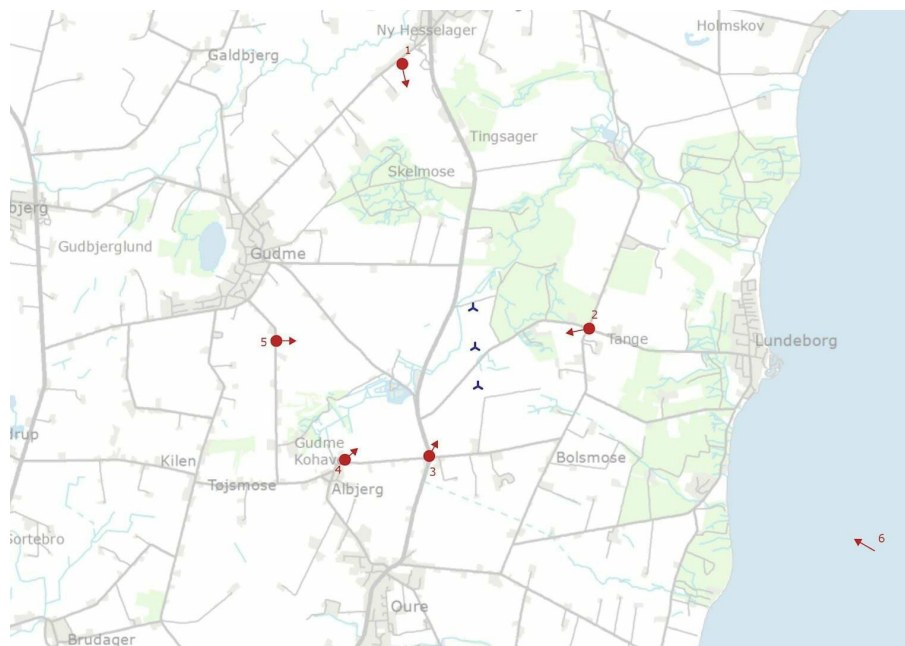 Ny Hesselager
Holmskov
1
Galdbjerg
Tingsager
Skelmose
bjerg
Gudbjerglund
Gudme
2
5
Tange
Lundeborg
drup
Gudme
Kohave
Kilen
4
3
Bolsmose
Tøjsmose
Albjerg
Sortebro
6
Oure
Brudager